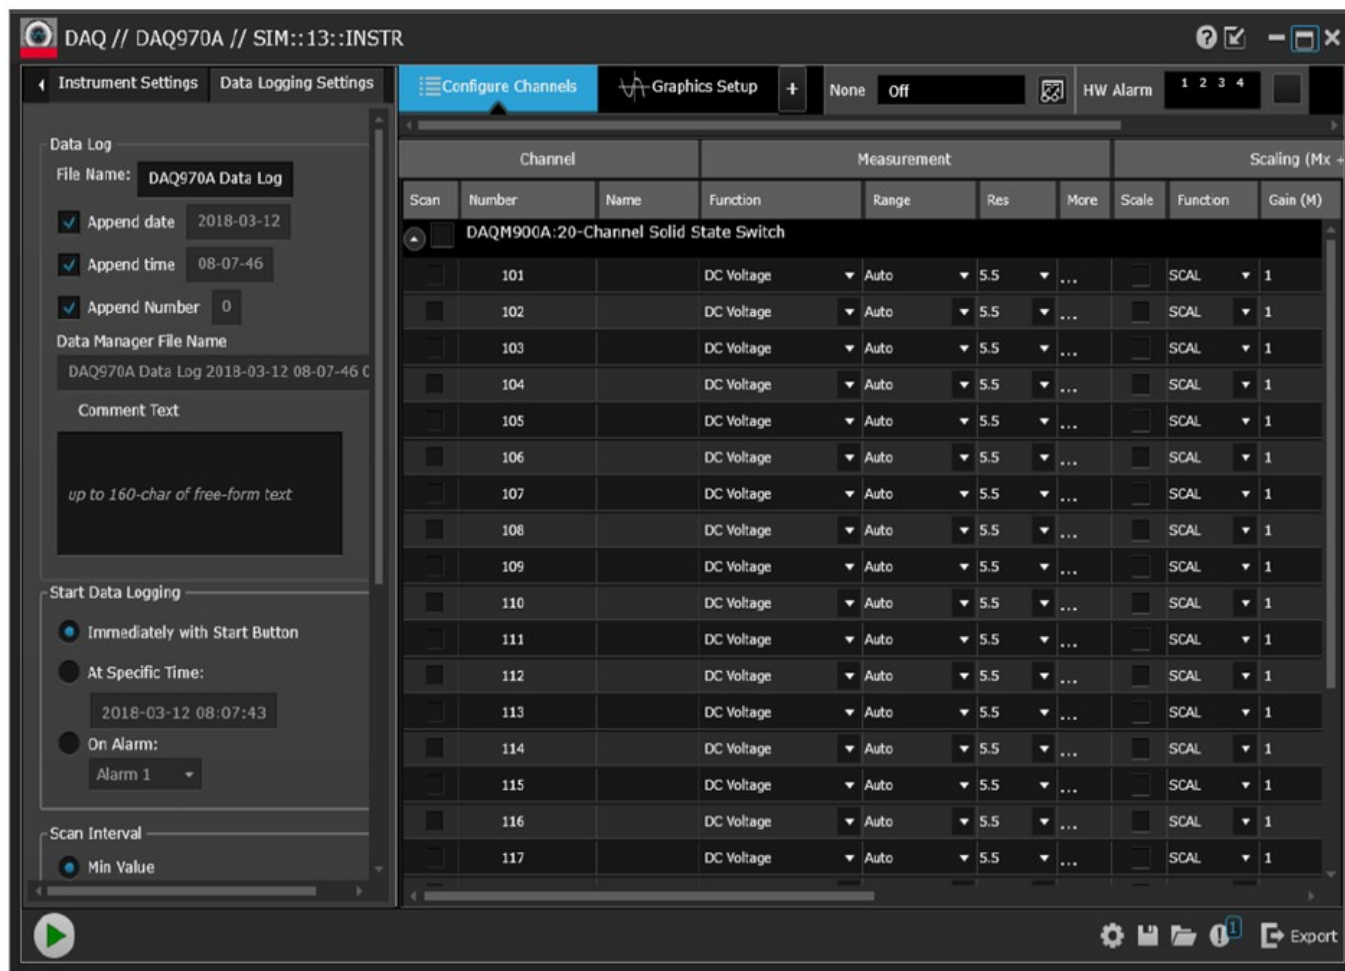 DAQ // DAQ970A // SIM::13::INSTR
Instrument Settings
Data Logging Settings
Configure Channels
Graphics Setup
+
None
Off
HW Alarm
1 2 3 4
Data Log
File Name:
DAQ970A Data Log
Append date
2018-03-12
Append time
08-07-46
Append Number
0
Data Manager File Name
DAQ970A Data Log 2018-03-12 08-07-46 0
Comment Text
up to 160-char of free-form text
Start Data Logging
Immediately with Start Button
At Specific Time:
2018-03-12 08:07:43
On Alarm:
Alarm 1
Scan Interval
Min Value
Channel Measurement Scaling (Mx +
Scan Number Name Function Range Res More Scale Function Gain (M)
DAQM900A:20-Channel Solid State Switch
101 DC Voltage Auto 5.5 ... SCAL 1
102 DC Voltage Auto 5.5 ... SCAL 1
103 DC Voltage Auto 5.5 ... SCAL 1
104 DC Voltage Auto 5.5 ... SCAL 1
105 DC Voltage Auto 5.5 ... SCAL 1
106 DC Voltage Auto 5.5 ... SCAL 1
107 DC Voltage Auto 5.5 ... SCAL 1
108 DC Voltage Auto 5.5 ... SCAL 1
109 DC Voltage Auto 5.5 ... SCAL 1
110 DC Voltage Auto 5.5 ... SCAL 1
111 DC Voltage Auto 5.5 ... SCAL 1
112 DC Voltage Auto 5.5 ... SCAL 1
113 DC Voltage Auto 5.5 ... SCAL 1
114 DC Voltage Auto 5.5 ... SCAL 1
115 DC Voltage Auto 5.5 ... SCAL 1
116 DC Voltage Auto 5.5 ... SCAL 1
117 DC Voltage Auto 5.5 ... SCAL 1
1
Export